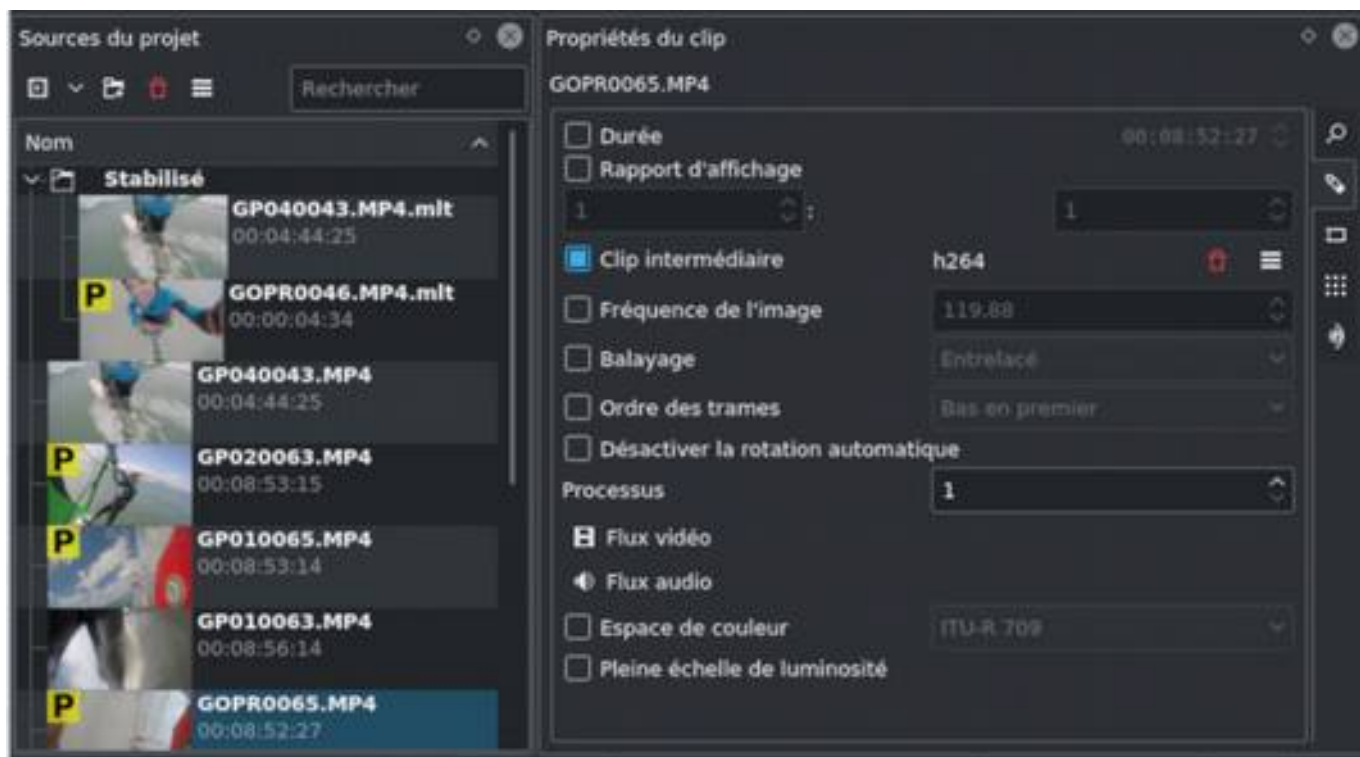 Sources du projet
Rechercher
Nom
Stabilisé
GP040043.MP4.mlt
00:04:44:25
P
GOPR0046.MP4.mlt
00:00:04:34
GP040043.MP4
00:04:44:25
P
GP020063.MP4
00:08:53:15
P
GP010065.MP4
00:08:53:14
GP010063.MP4
00:08:56:14
P
GOPR0065.MP4
00:08:52:27
Propriétés du clip
GOPR0065.MP4
Durée 00:08:52:27
Rapport d'affichage
1 : 1
Clip intermédiaire h264
Fréquence de l'image 119.88
Balayage Entrelacé
Ordre des trames Bas en premier
Désactiver la rotation automatique
Processus 1
Flux vidéo
Flux audio
Espace de couleur ITU-R 709
Pleine échelle de luminosité